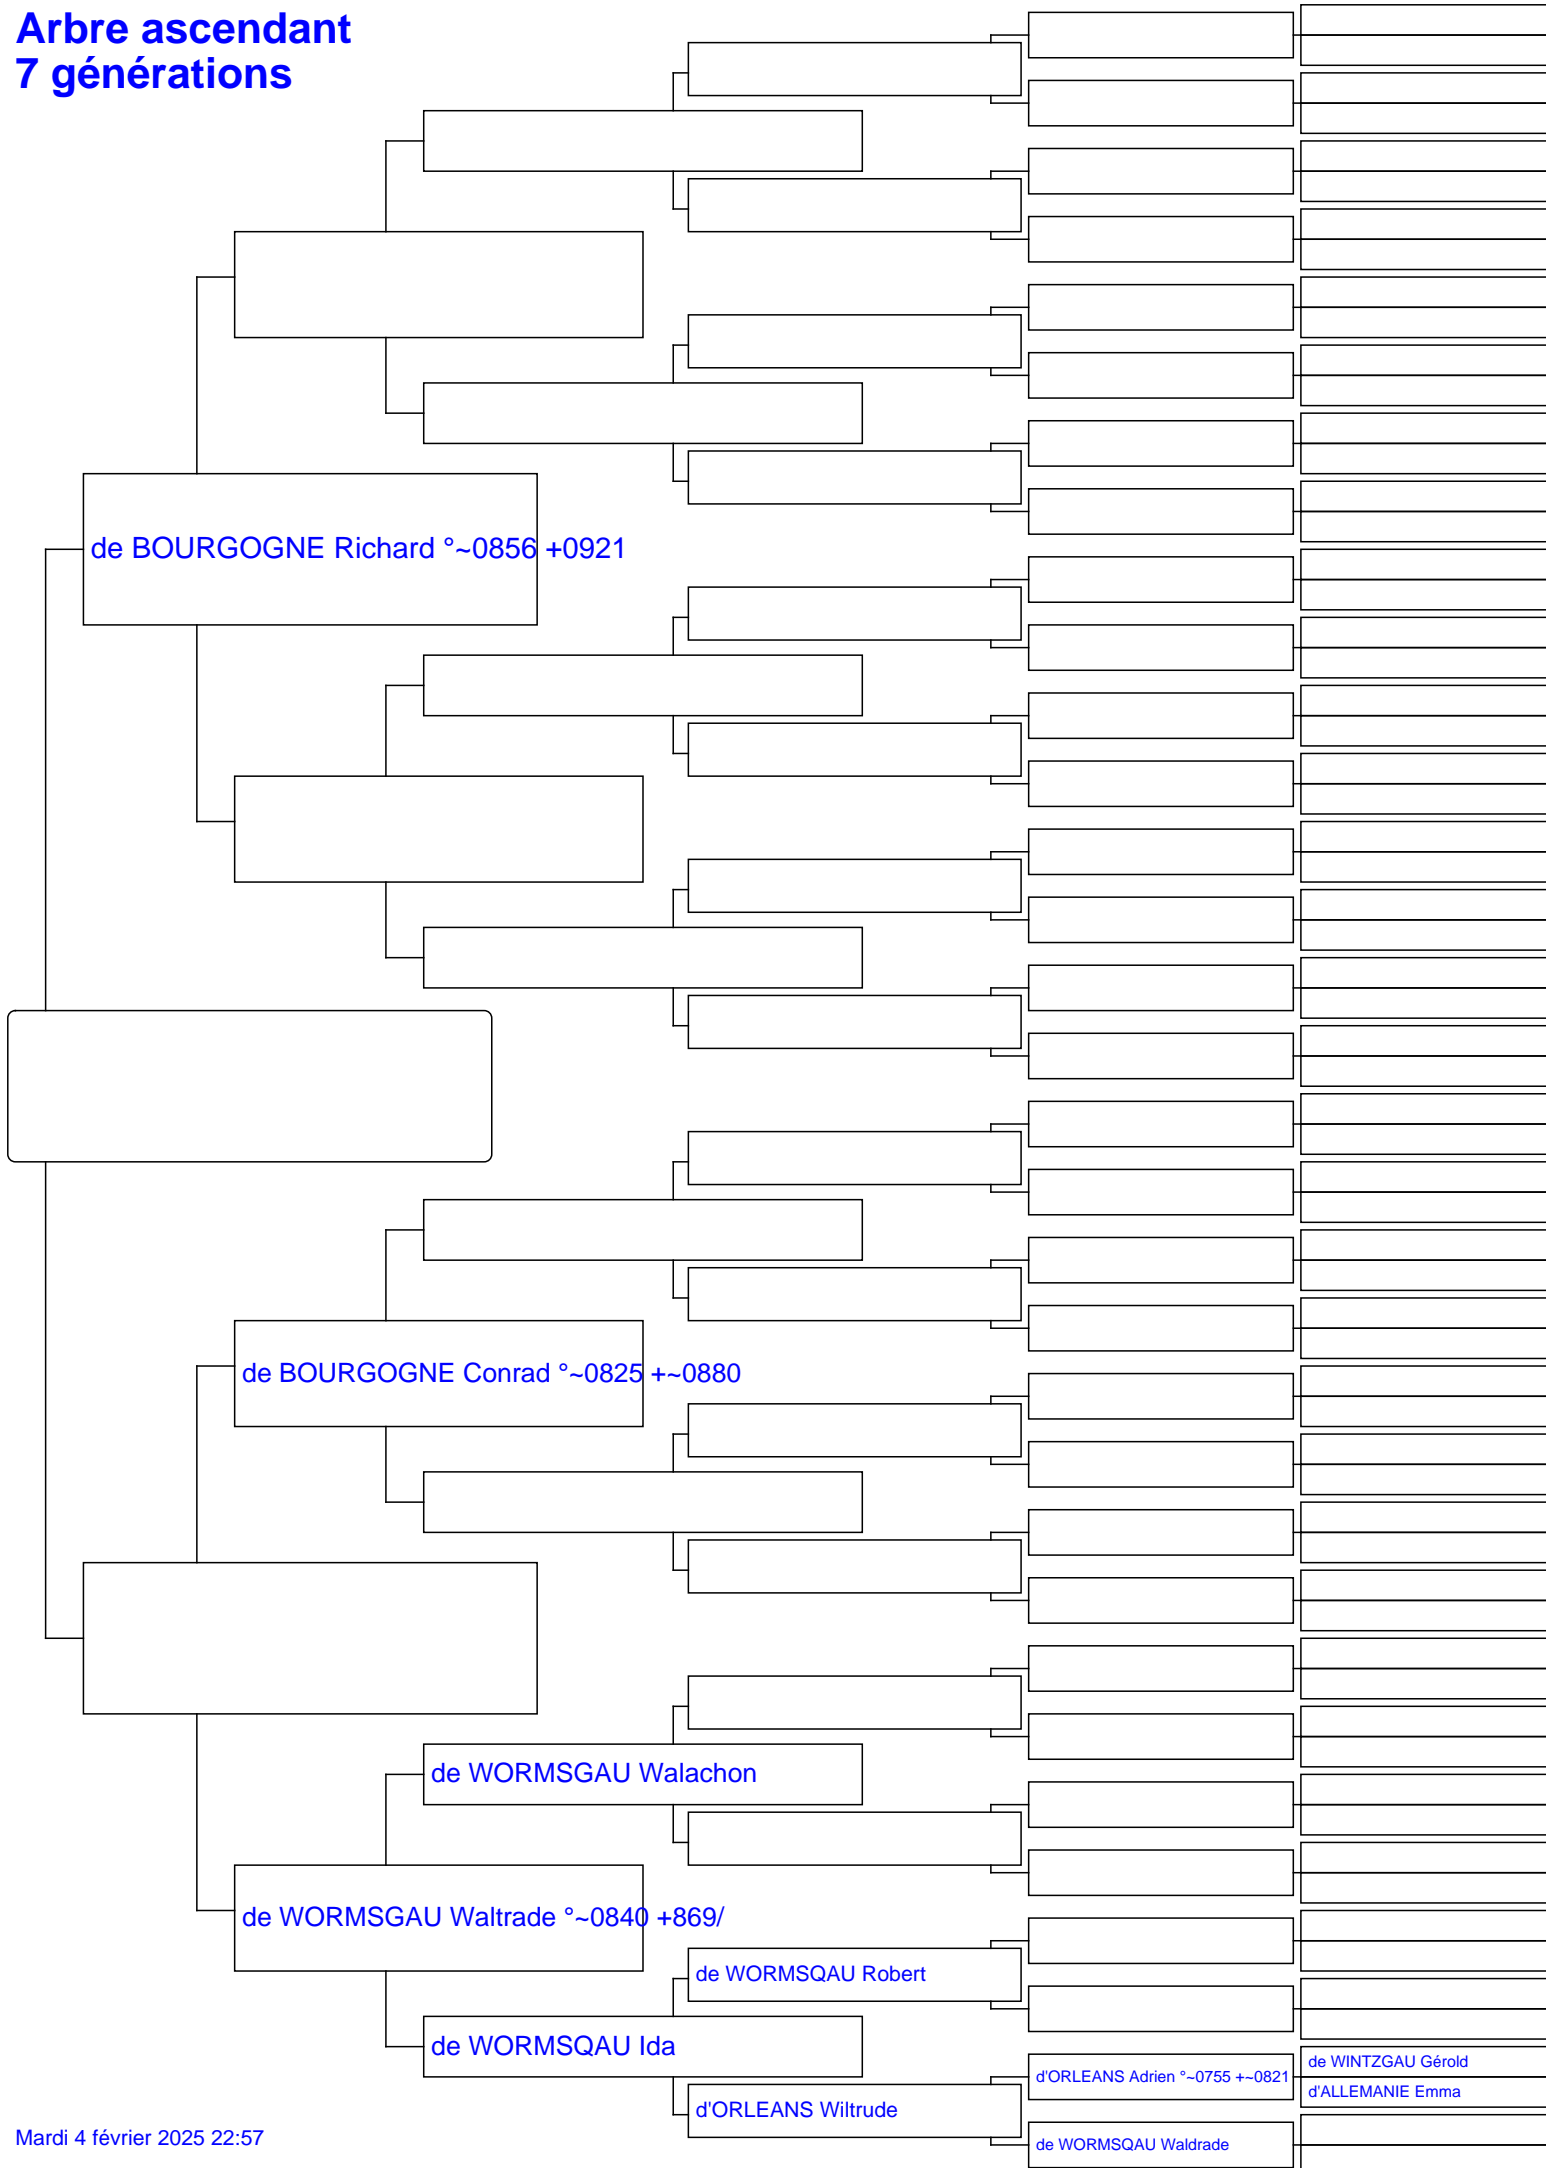 Arbre ascendant
7 générations
de BOURGOGNE Richard °~0856 +0921
de BOURGOGNE Conrad °~0825 +~0880
de WORMSGAU Walachon
de WORMSGAU Waltrade °~0840 +869/
de WORMSQAU Robert
de WORMSQAU Ida
de WINTZGAU Gérold
d'ORLEANS Adrien °~0755 +~0821
d'ALLEMANIE Emma
d'ORLEANS Wiltrude
de WORMSQAU Waldrade
Mardi 4 février 2025 22:57